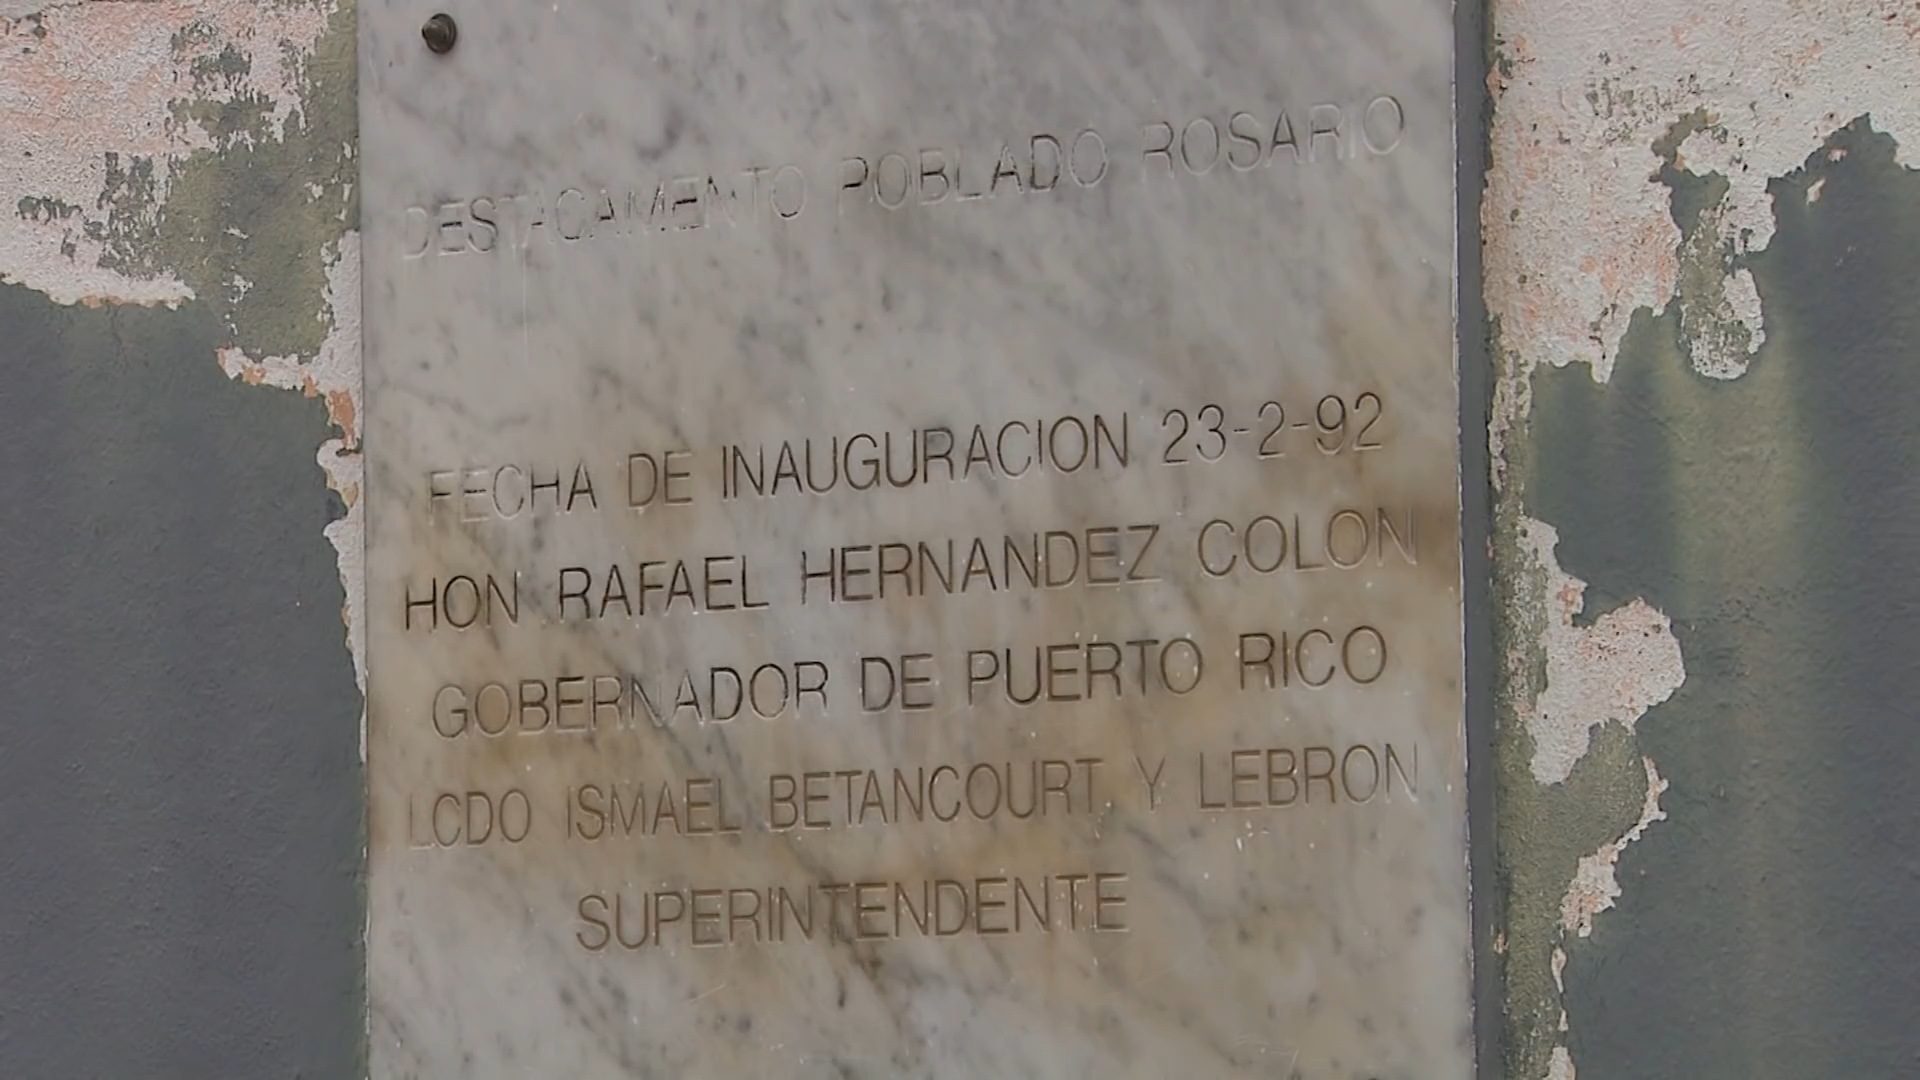 DESTACAMENTO POBLADO ROSARIO
FECHA DE INAUGURACION 23-2-92
HON RAFAEL HERNANDEZ COLON
GOBERNADOR DE PUERTO RICO
LCDO ISMAEL BETANCOURT Y LEBRON
SUPERINTENDENTE